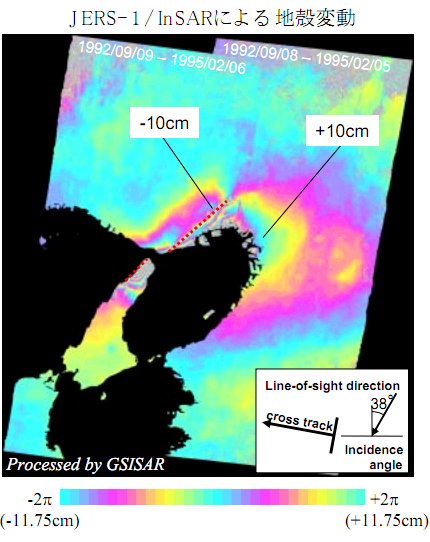 JERS-1/InSARによる地殻変動
1992/09/09 – 1995/02/06
1992/09/08 – 1995/02/05
-10cm
+10cm
Line-of-sight direction
38°
cross track
Incidence
angle
Processed by GSISAR
-2π
+2π
(-11.75cm)
(+11.75cm)